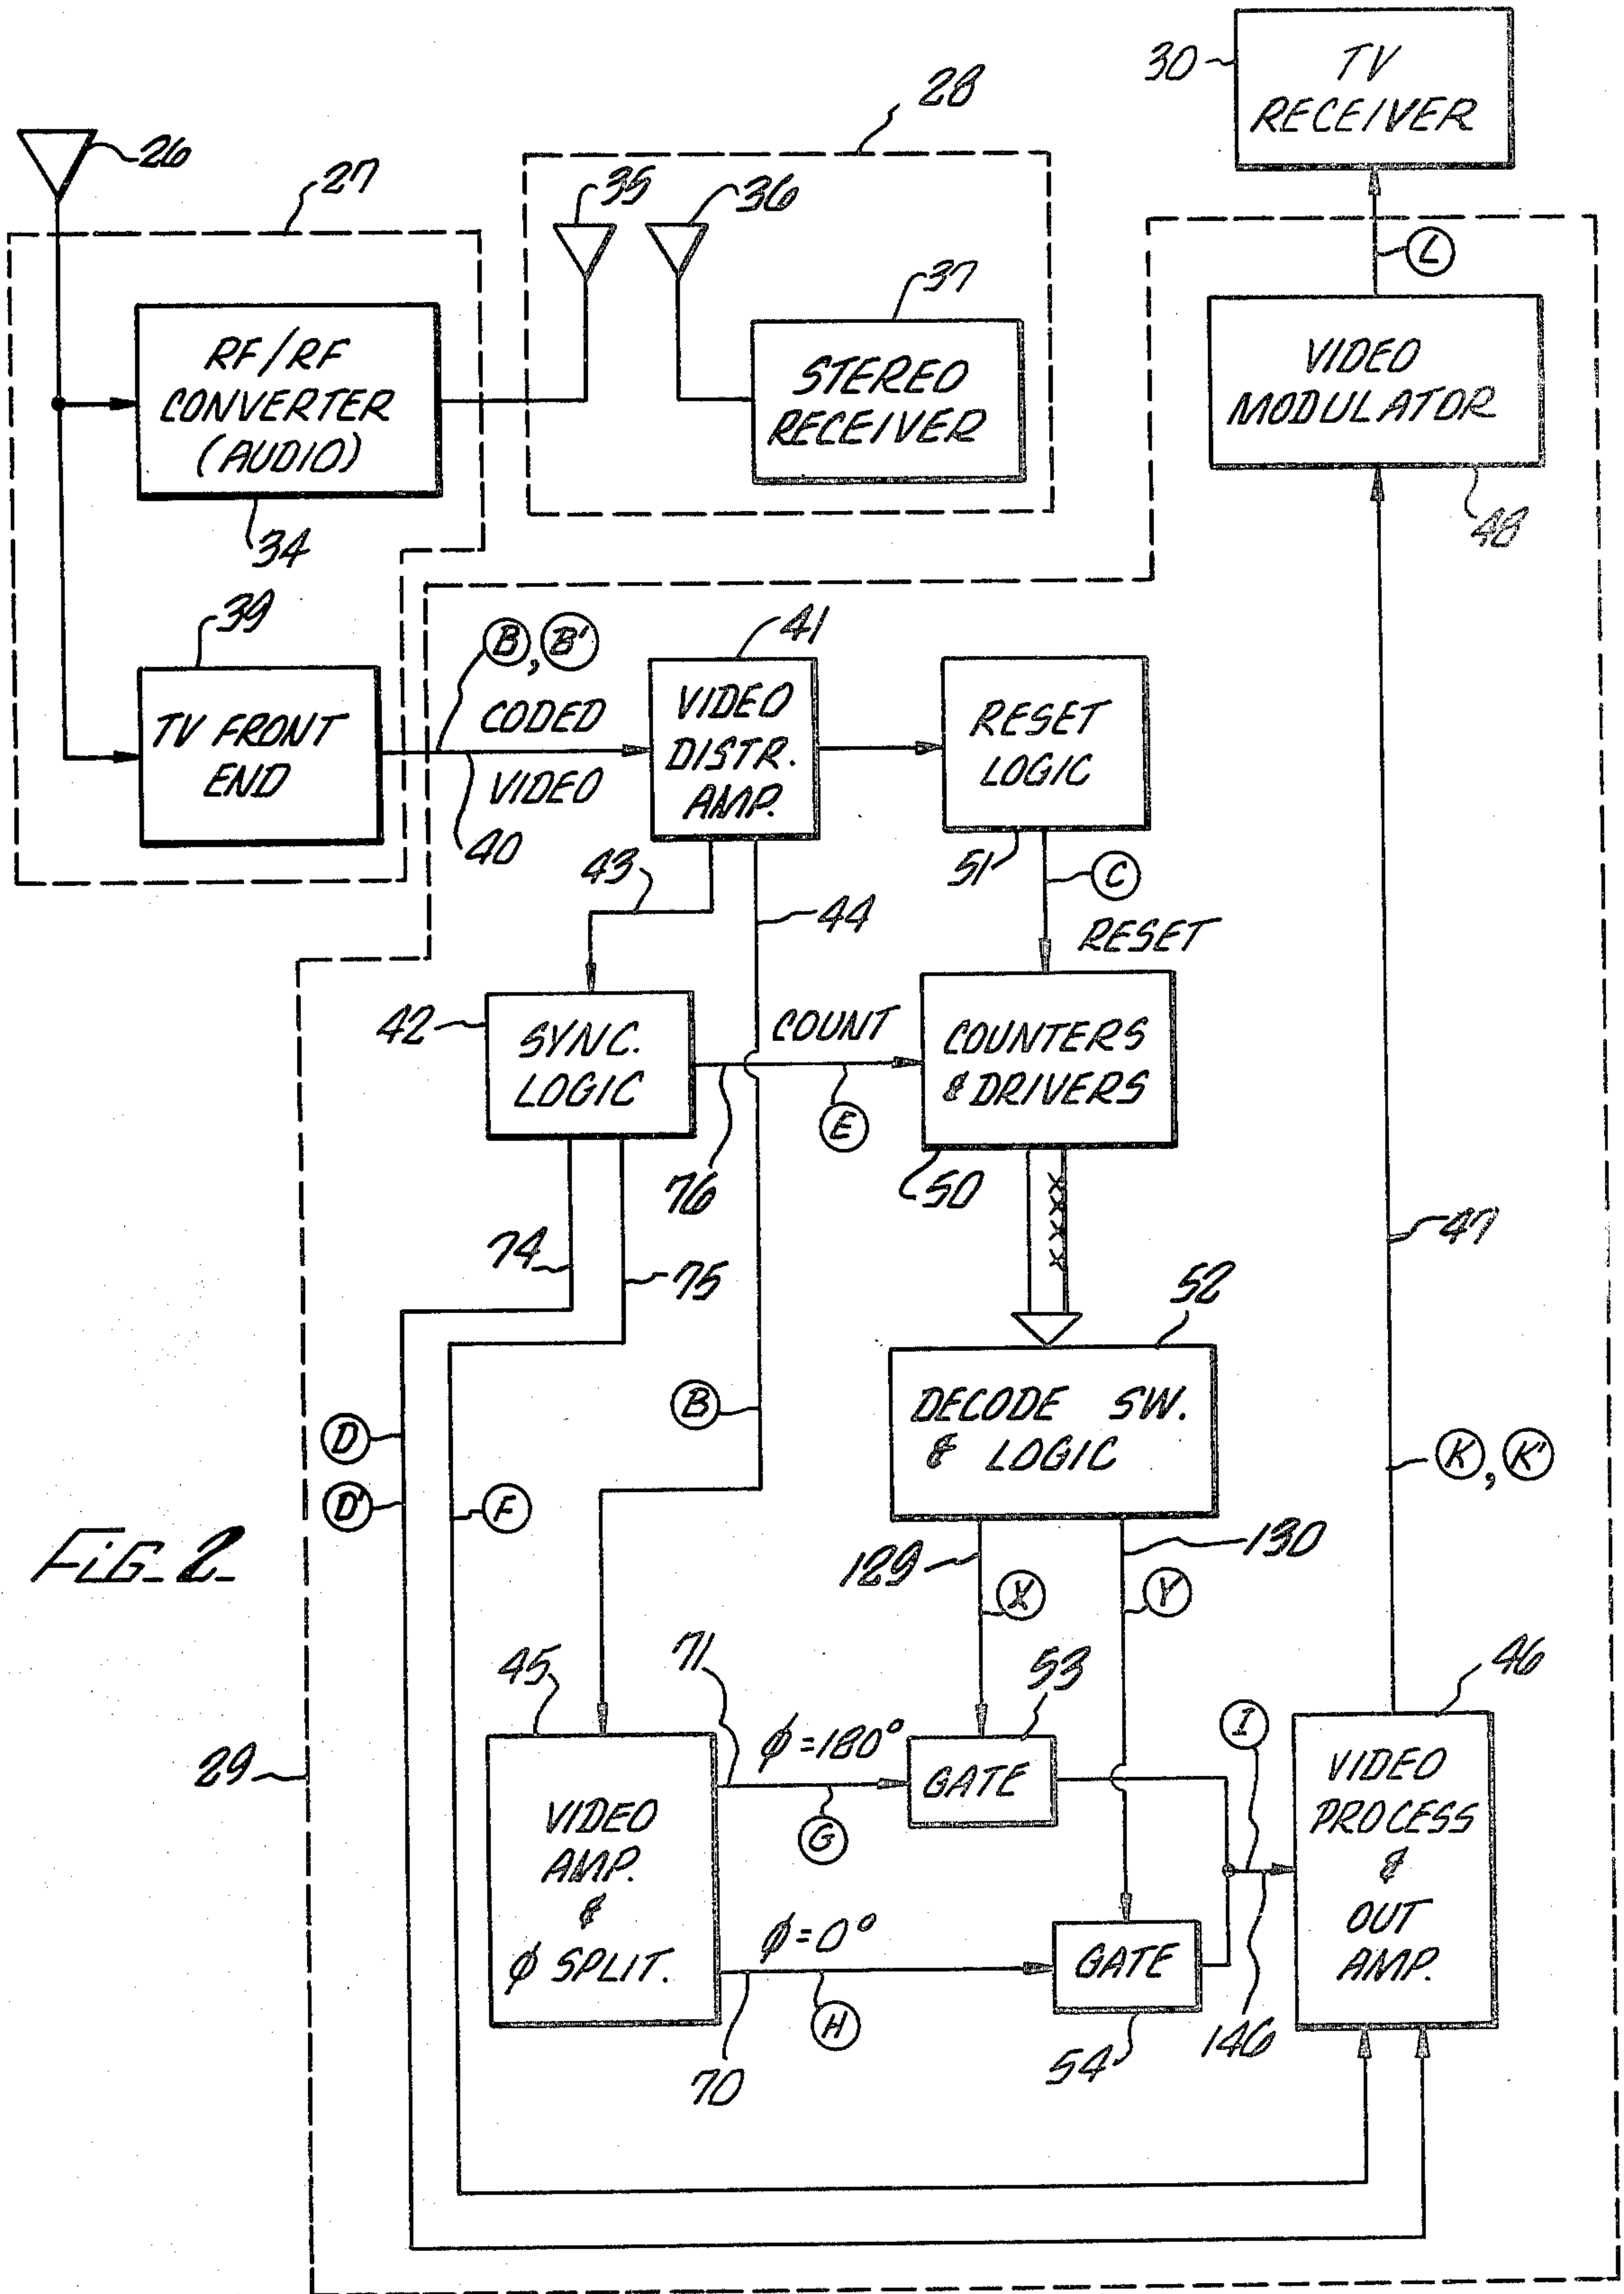 30
TV
RECEIVER
28
26
27
35
36
L
37
RF/RF
CONVERTER
(AUDIO)
STEREO
RECEIVER
VIDEO
MODULATOR
34
48
39
B, B'
41
TV FRONT
END
CODED
VIDEO
40
VIDEO
DISTR.
AMP.
RESET
LOGIC
51
C
43
44
RESET
42
SYNC.
LOGIC
COUNT
COUNTERS
& DRIVERS
76
E
50
XXXX
47
74
75
52
DECODE SW.
& LOGIC
B
D
D'
F
K, K'
FIG. 2
129
130
X
Y
45
71
53
46
29
VIDEO
AMP.
&
φ SPLIT.
φ=180°
G
GATE
I
VIDEO
PROCESS
&
OUT
AMP.
φ=0°
H
GATE
70
54
146